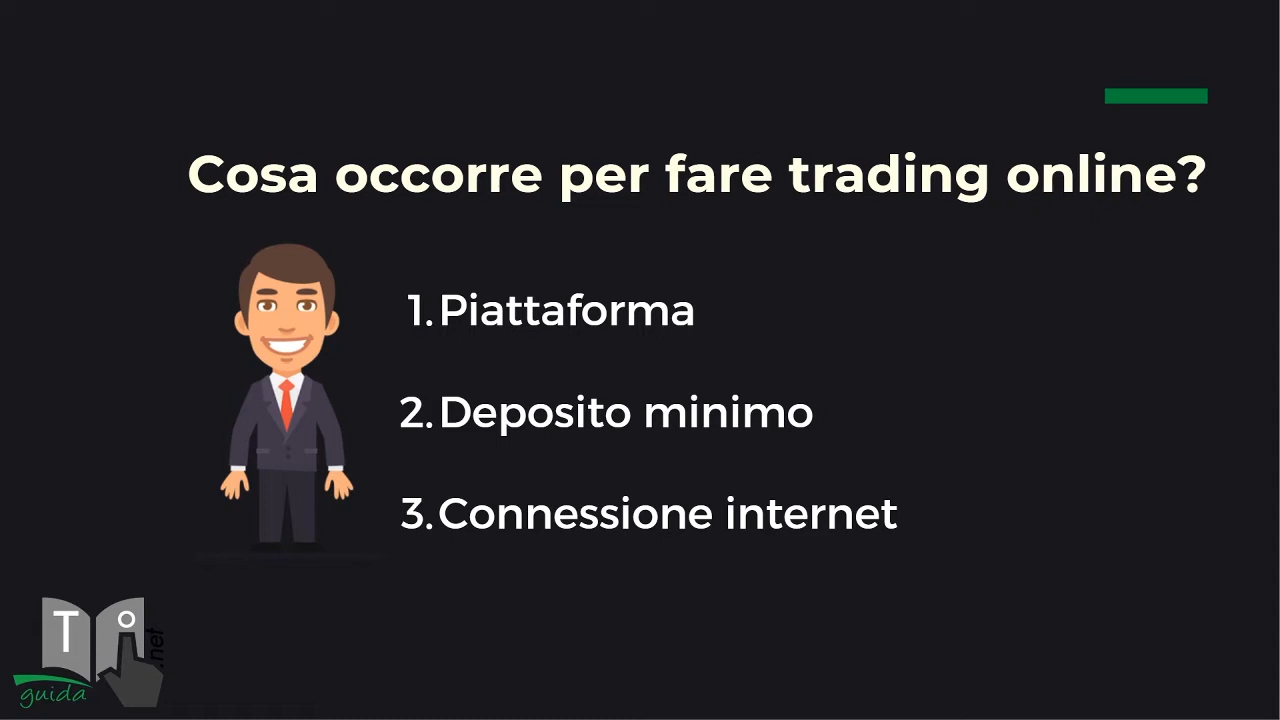 Cosa occorre per fare trading online?
1. Piattaforma
2. Deposito minimo
3. Connessione internet
T O
.net
guida